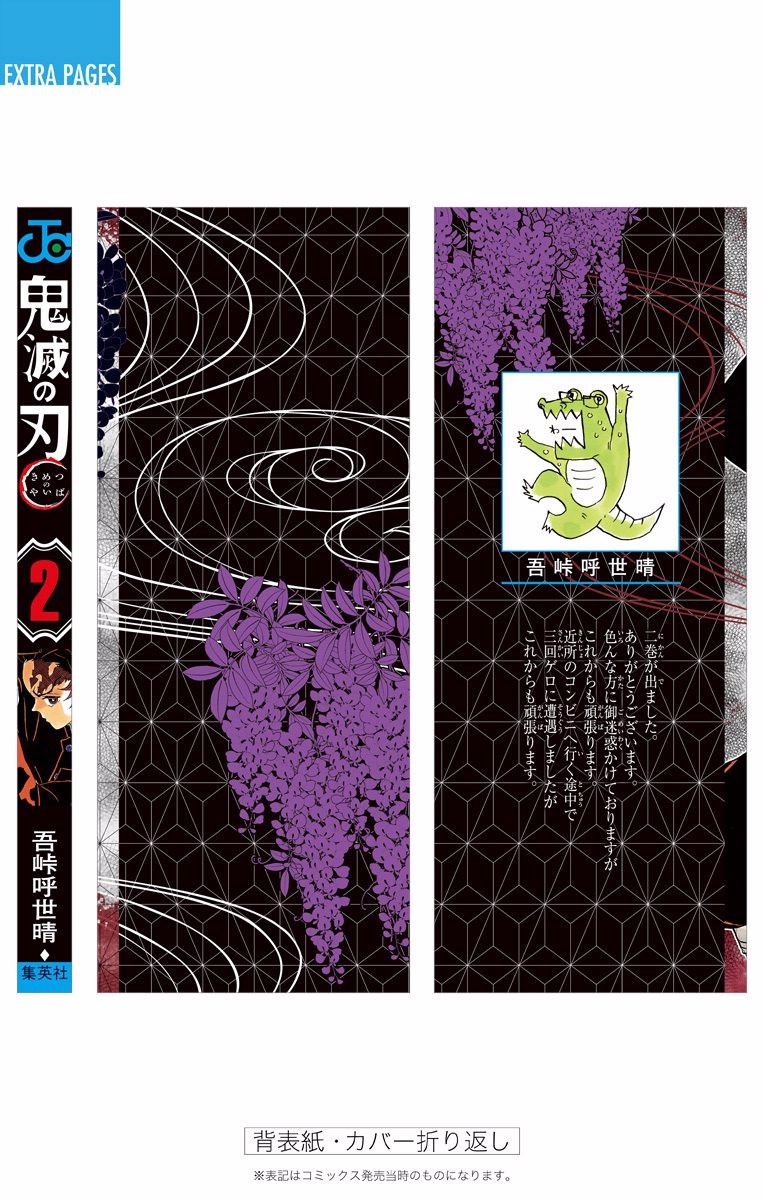 EXTRA PAGES
JC
鬼滅の刃
きめつのやいば
2
吾峠呼世晴
集英社
わー
吾峠呼世晴
二巻が出ました。
ありがとうございます。
色んな方に御迷惑かけておりますが
これからも頑張ります。
近所のコンビニへ行く途中で
三回ゲロに遭遇しましたが
これからも頑張ります。
背表紙・カバー折り返し
※表記はコミックス発売当時のものになります。